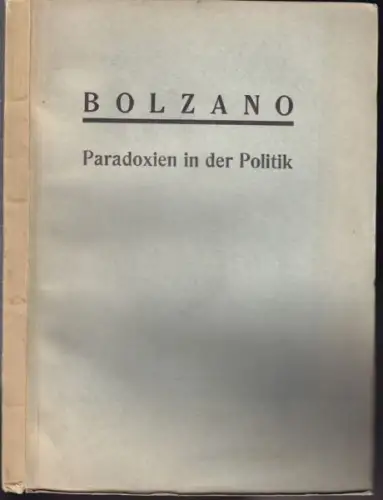 BOLZANO
Paradoxien in der Politik